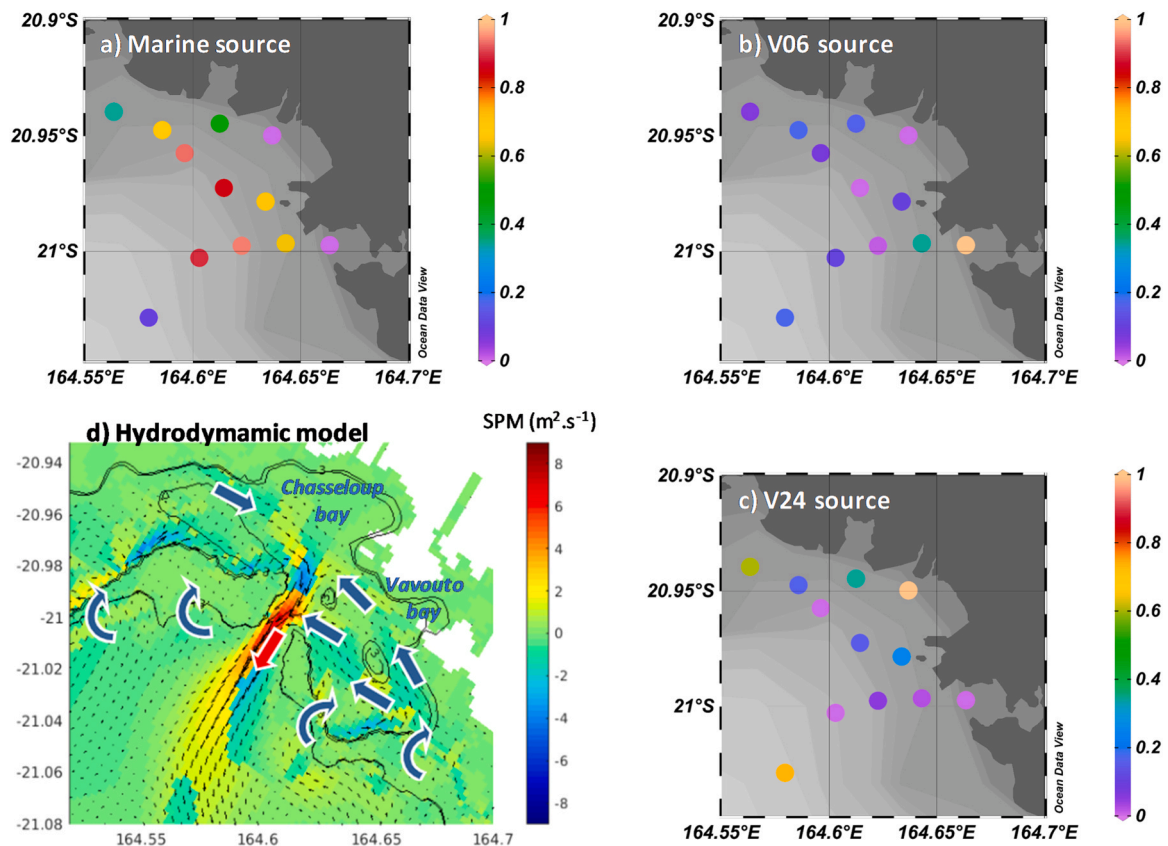 a) Marine source
20.9°S
20.95°S
21°S
164.55°E
164.6°E
164.65°E
164.7°E
1
0.8
0.6
0.4
0.2
0
Ocean Data View
b) V06 source
20.9°S
20.95°S
21°S
164.55°E
164.6°E
164.65°E
164.7°E
1
0.8
0.6
0.4
0.2
0
Ocean Data View
d) Hydrodymamic model
SPM (m².s⁻¹)
Chasseloup
bay
Vavouto
bay
-20.94
-20.96
-20.98
-21
-21.02
-21.04
-21.06
-21.08
164.55
164.6
164.65
164.7
8
6
4
2
0
-2
-4
-6
-8
3
3
c) V24 source
20.9°S
20.95°S
21°S
164.55°E
164.6°E
164.65°E
164.7°E
1
0.8
0.6
0.4
0.2
0
Ocean Data View